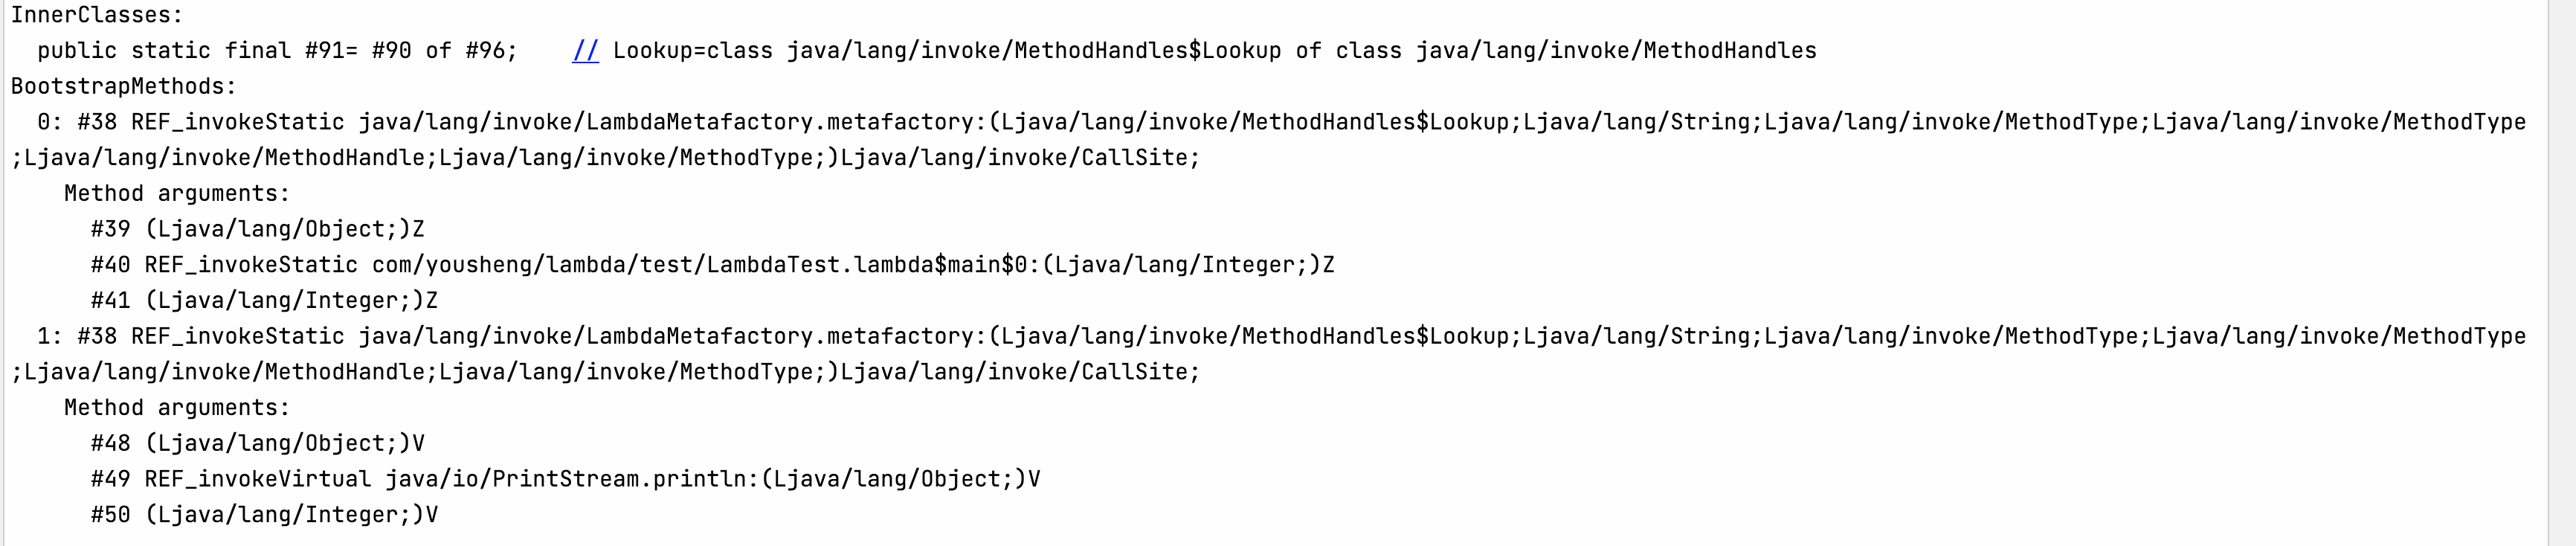 InnerClasses:
  public static final #91= #90 of #96;    // Lookup=class java/lang/invoke/MethodHandles$Lookup of class java/lang/invoke/MethodHandles
BootstrapMethods:
  0: #38 REF_invokeStatic java/lang/invoke/LambdaMetafactory.metafactory:(Ljava/lang/invoke/MethodHandles$Lookup;Ljava/lang/String;Ljava/lang/invoke/MethodType;Ljava/lang/invoke/MethodType
;Ljava/lang/invoke/MethodHandle;Ljava/lang/invoke/MethodType;)Ljava/lang/invoke/CallSite;
    Method arguments:
      #39 (Ljava/lang/Object;)Z
      #40 REF_invokeStatic com/yousheng/lambda/test/LambdaTest.lambda$main$0:(Ljava/lang/Integer;)Z
      #41 (Ljava/lang/Integer;)Z
  1: #38 REF_invokeStatic java/lang/invoke/LambdaMetafactory.metafactory:(Ljava/lang/invoke/MethodHandles$Lookup;Ljava/lang/String;Ljava/lang/invoke/MethodType;Ljava/lang/invoke/MethodType
;Ljava/lang/invoke/MethodHandle;Ljava/lang/invoke/MethodType;)Ljava/lang/invoke/CallSite;
    Method arguments:
      #48 (Ljava/lang/Object;)V
      #49 REF_invokeVirtual java/io/PrintStream.println:(Ljava/lang/Object;)V
      #50 (Ljava/lang/Integer;)V